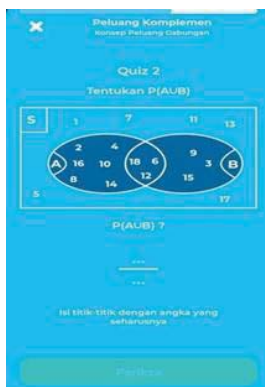 Peluang Komplemen
Konsep Peluang Gabungan
Quiz 2
Tentukan P(AUB)
S 1 7 11 13
2 4 9
A 16 10 18 6 3 B
8 14 12 15
5 17
P(AUB) ?
...
...
Isi titik-titik dengan angka yang
seharusnya
Periksa